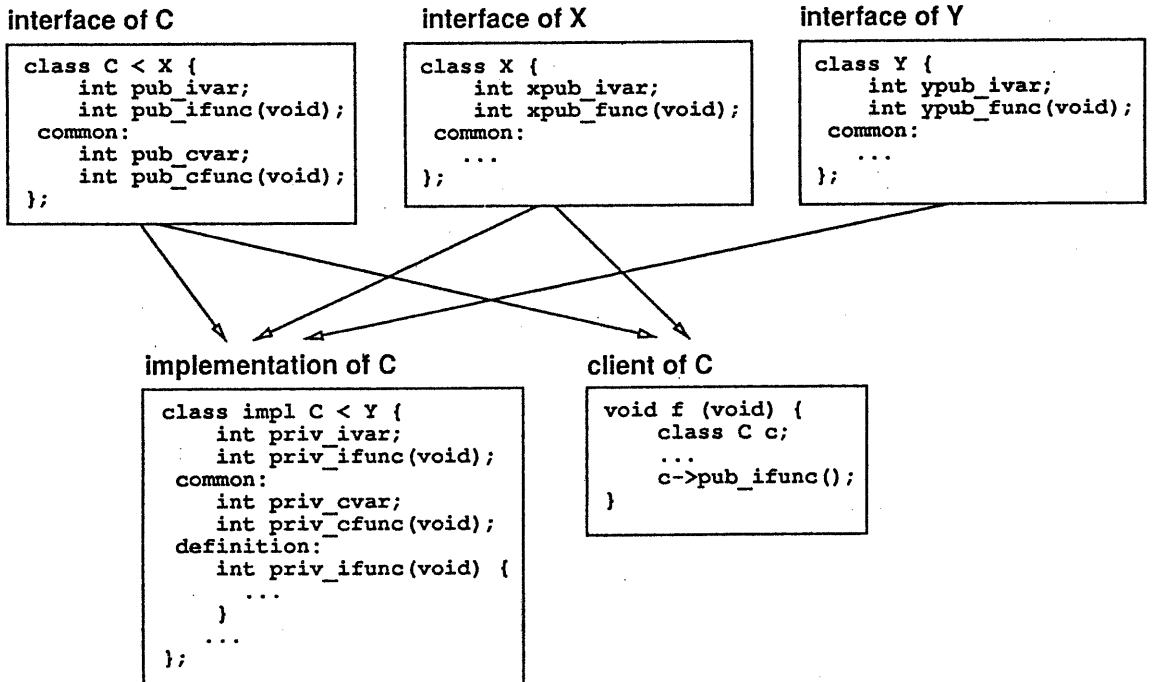 interface of C
class C < X {
int pub_ivar;
int pub_ifunc(void);
common:
int pub_cvar;
int pub_cfunc(void);
};
interface of X
class X {
int xpub_ivar;
int xpub_func(void);
common:
...
};
interface of Y
class Y {
int ypub_ivar;
int ypub_func(void);
common:
...
};
implementation of C
class impl C < Y {
int priv_ivar;
int priv_ifunc(void);
common:
int priv_cvar;
int priv_cfunc(void);
definition:
int priv_ifunc(void) {
...
}
...
};
client of C
void f (void) {
class C c;
...
c->pub_ifunc();
}